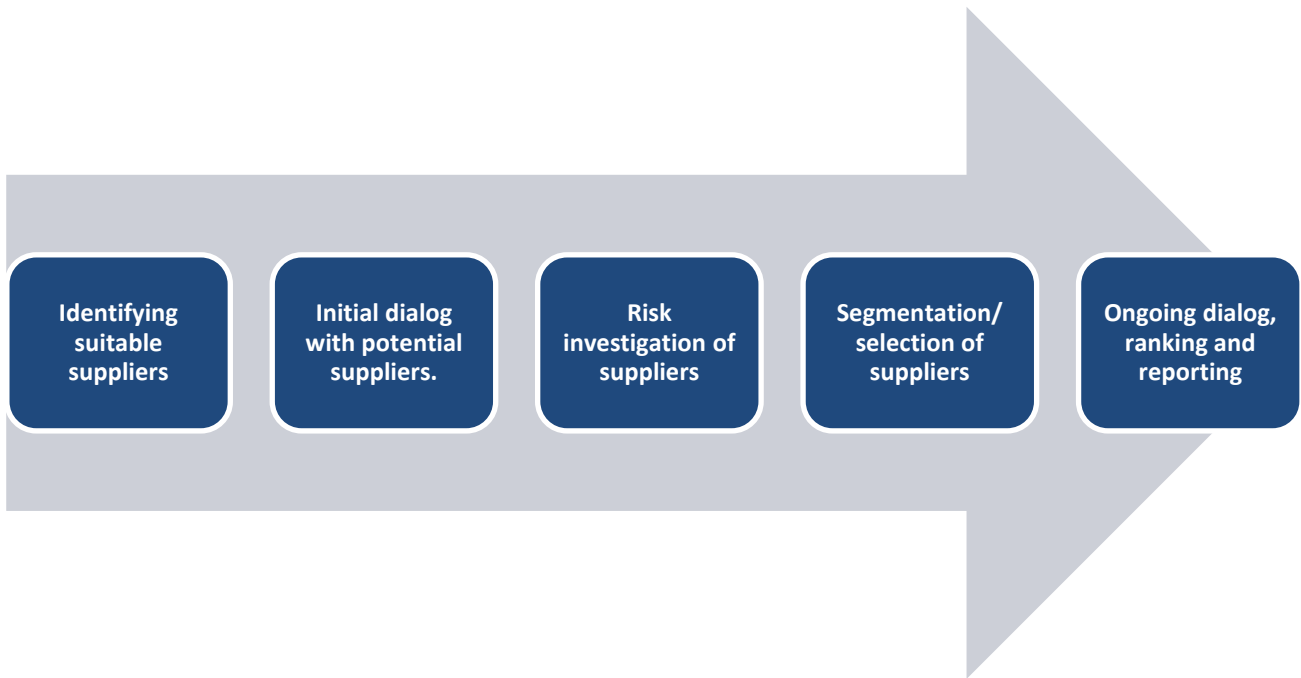 Identifying
suitable
suppliers
Initial dialog
with potential
suppliers.
Risk
investigation of
suppliers
Segmentation/
selection of
suppliers
Ongoing dialog,
ranking and
reporting